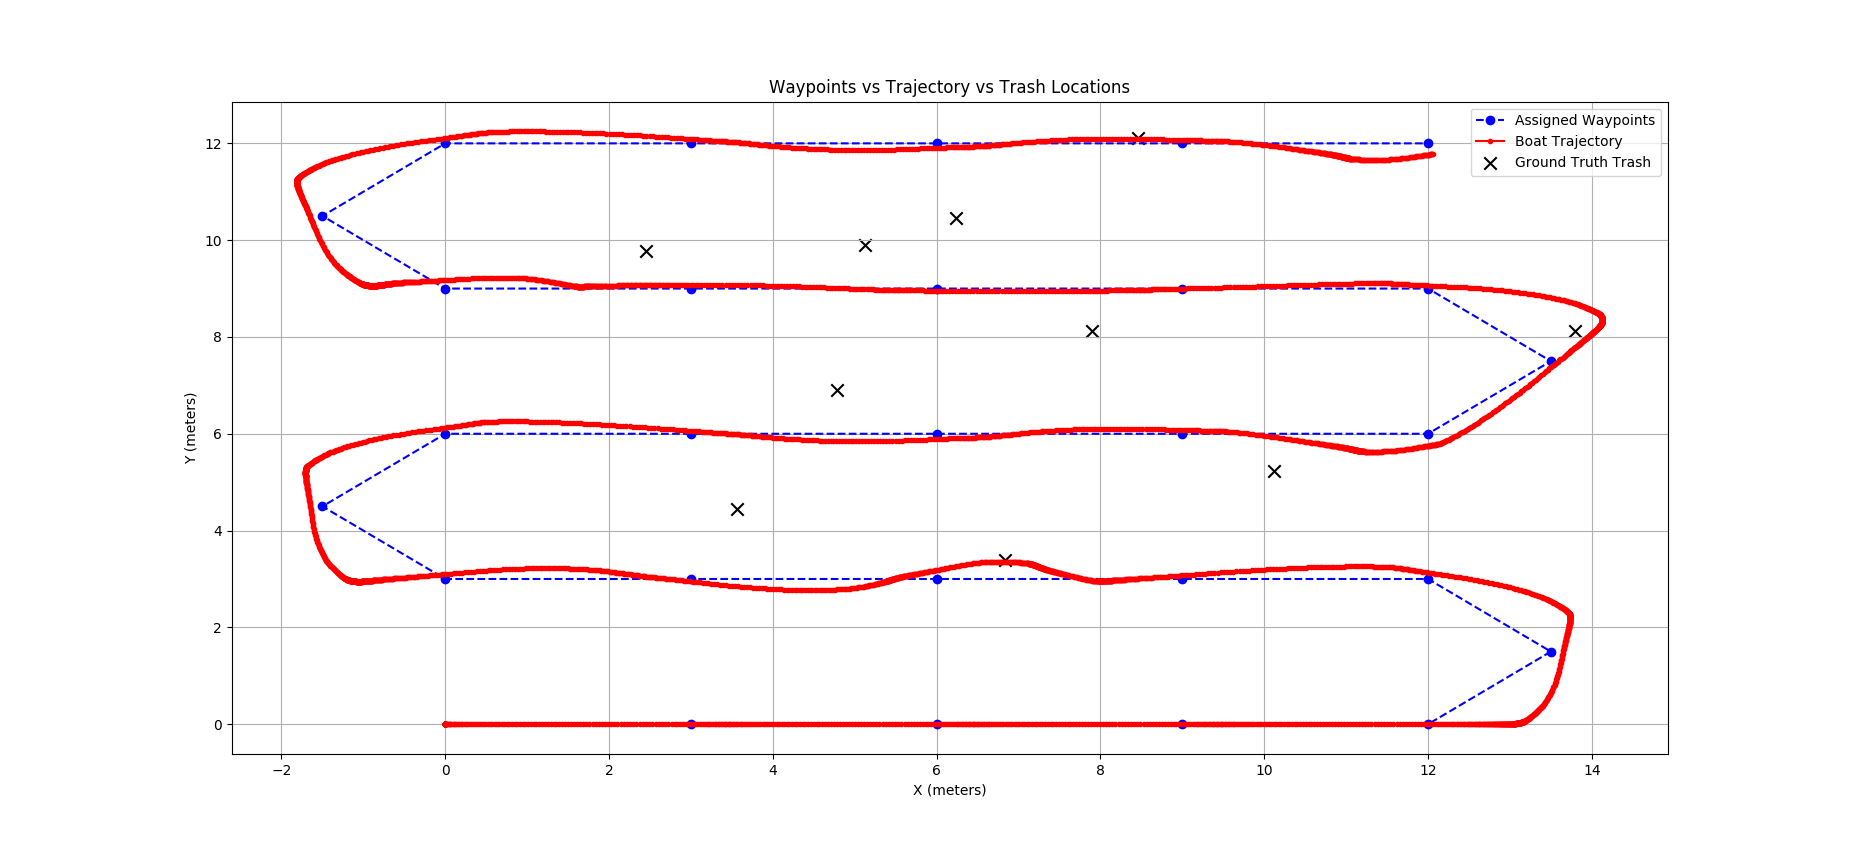 Waypoints vs Trajectory vs Trash Locations
Assigned Waypoints
Boat Trajectory
Ground Truth Trash
Y (meters)
12
10
8
6
4
2
0
−2 0 2 4 6 8 10 12 14
X (meters)